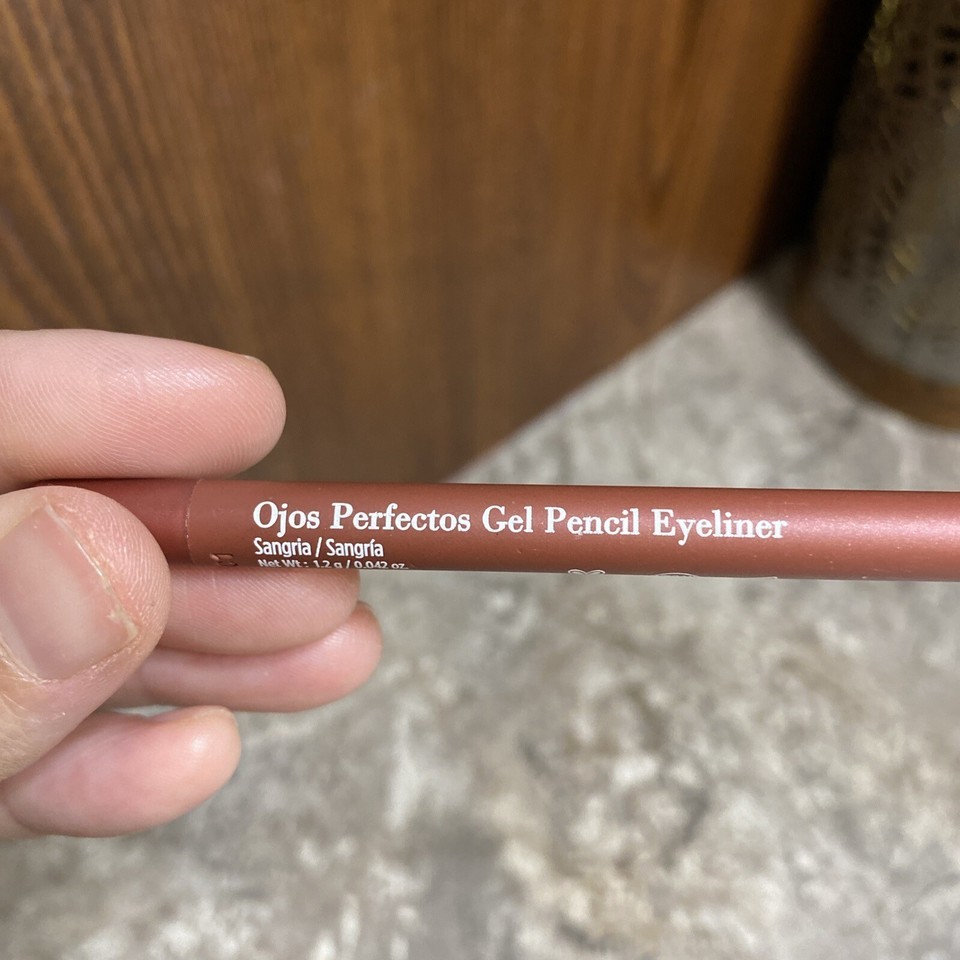 Ojos Perfectos Gel Pencil Eyeliner
Sangria / Sangría
Net Wt: 1.2 g / 0.042 oz.